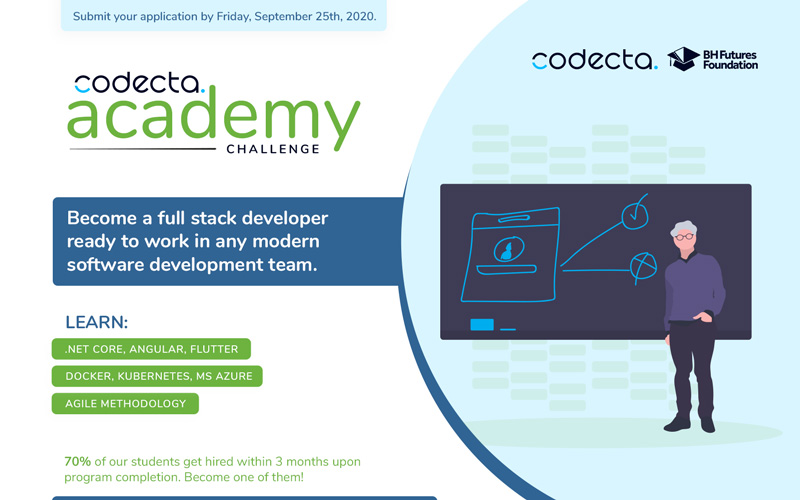 Submit your application by Friday, September 25th, 2020.
codecta.
academy
CHALLENGE
codecta.
BH Futures
Foundation
Become a full stack developer
ready to work in any modern
software development team.
LEARN:
.NET CORE, ANGULAR, FLUTTER
DOCKER, KUBERNETES, MS AZURE
AGILE METHODOLOGY
70% of our students get hired within 3 months upon
program completion. Become one of them!